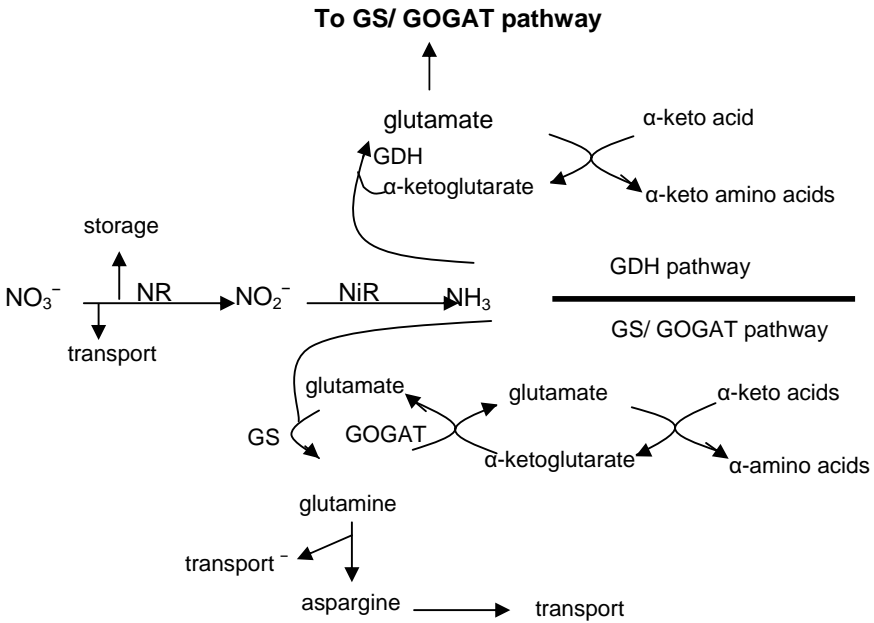 To GS/ GOGAT pathway
glutamate
α-keto acid
GDH
α-ketoglutarate
α-keto amino acids
storage
GDH pathway
NO₃⁻
NR
NO₂⁻
NiR
NH₃
GS/ GOGAT pathway
transport
glutamate
glutamate
α-keto acids
GS
GOGAT
α-ketoglutarate
α-amino acids
glutamine
transport ⁻
aspargine
transport